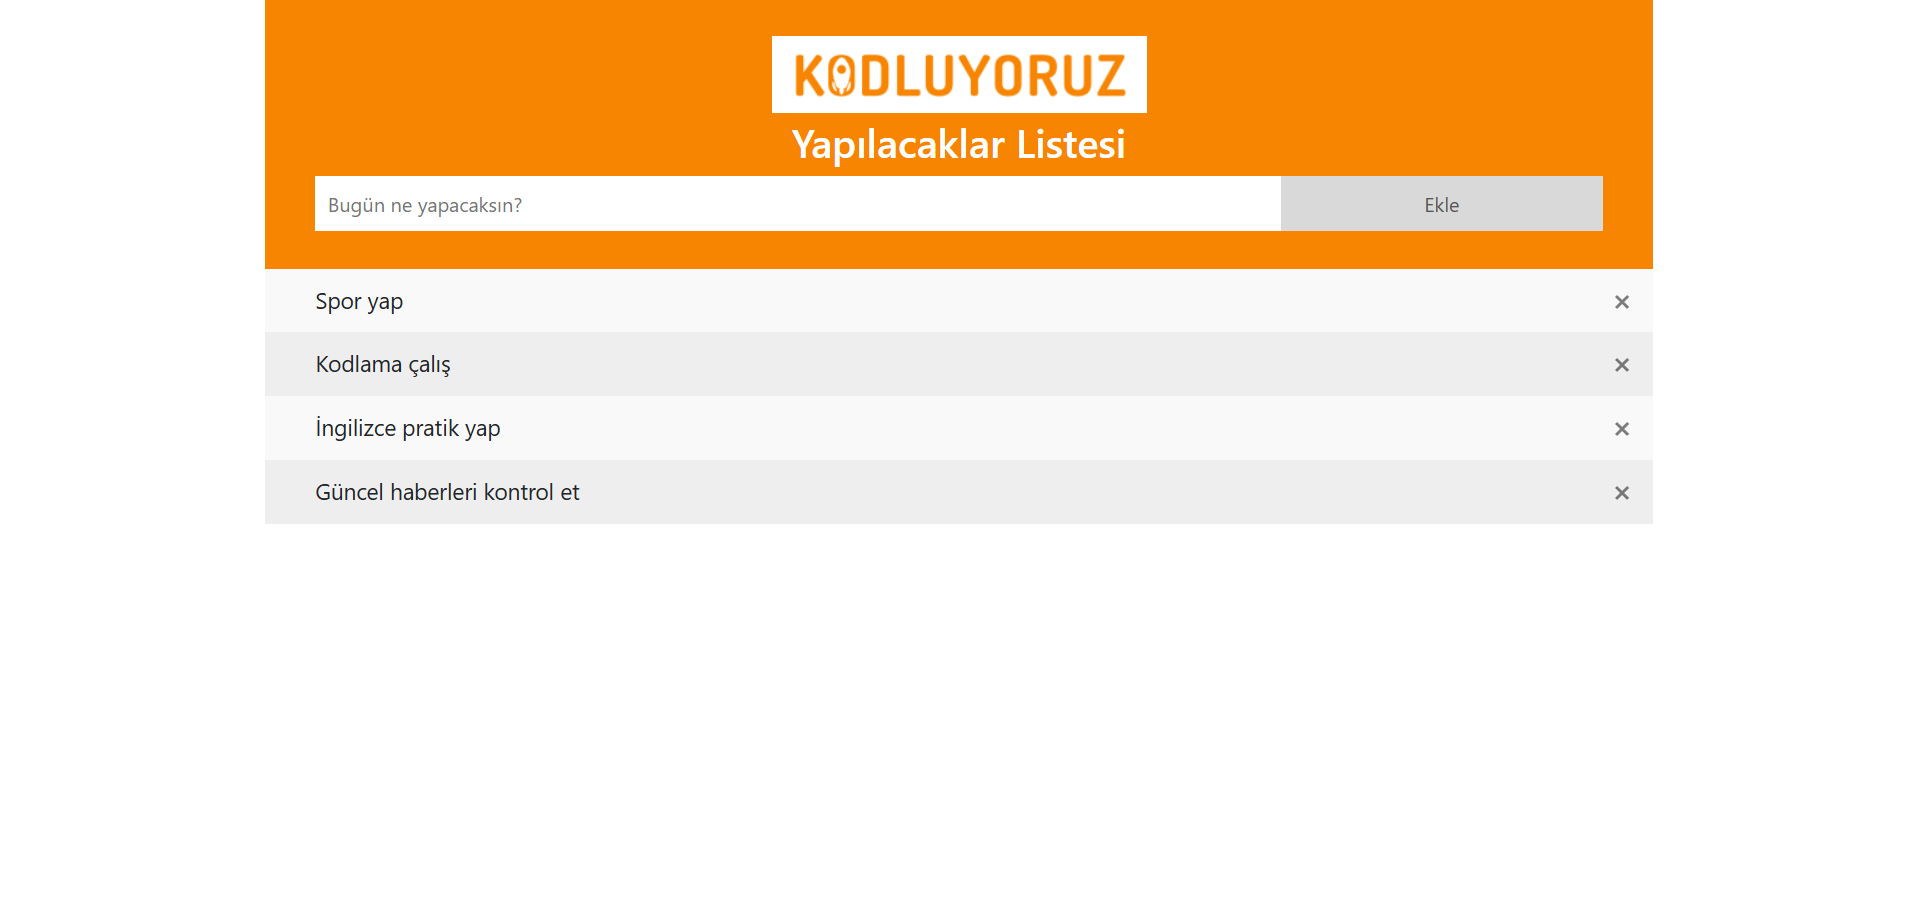 KODLUYORUZ
Yapılacaklar Listesi
Bugün ne yapacaksın?
Ekle
Spor yap
×
Kodlama çalış
×
İngilizce pratik yap
×
Güncel haberleri kontrol et
×